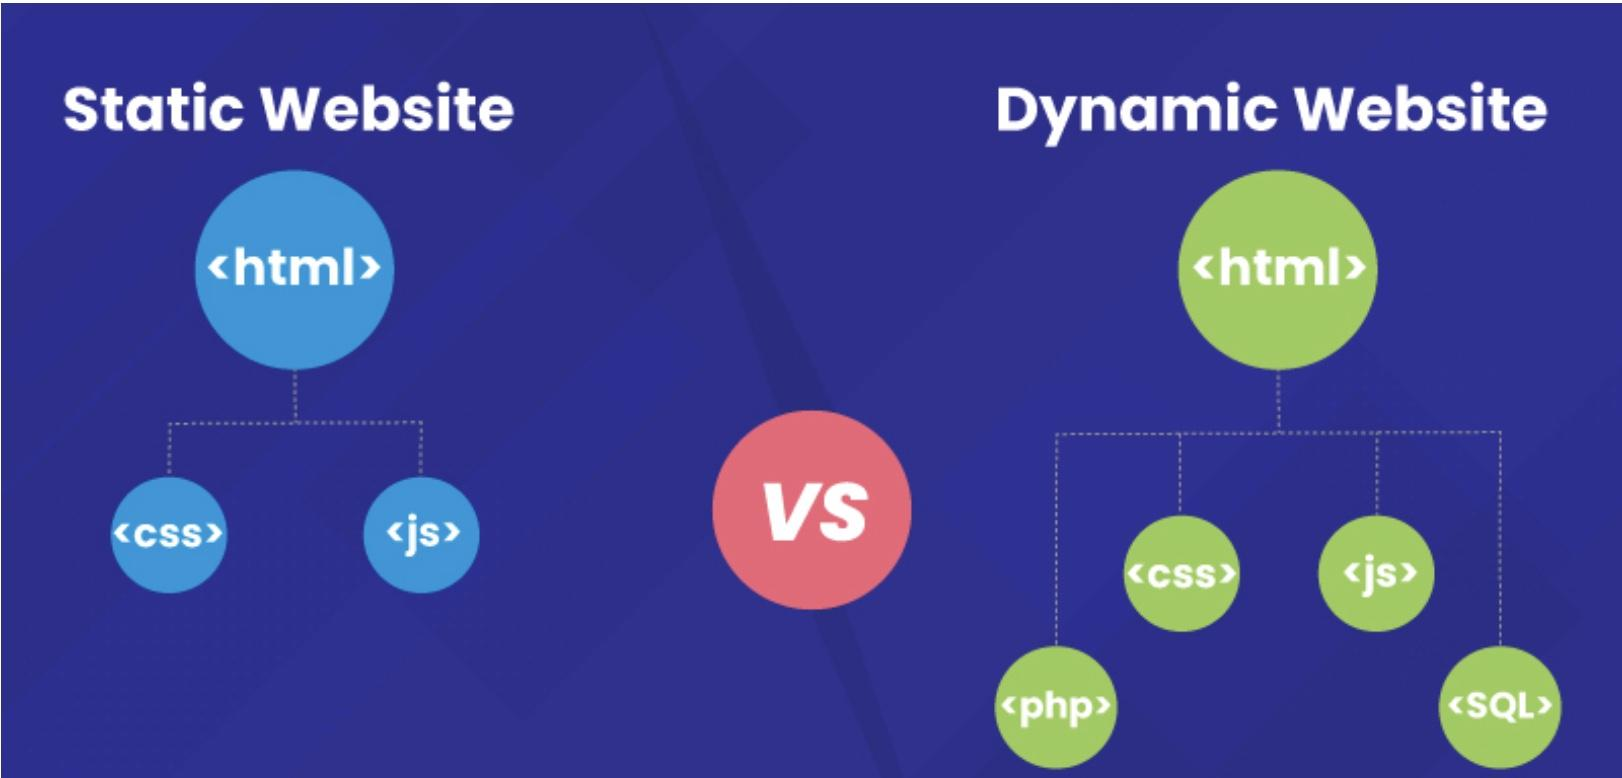 Static Website
<html>
<css>
<js>
VS
Dynamic Website
<html>
<css>
<js>
<php>
<SQL>